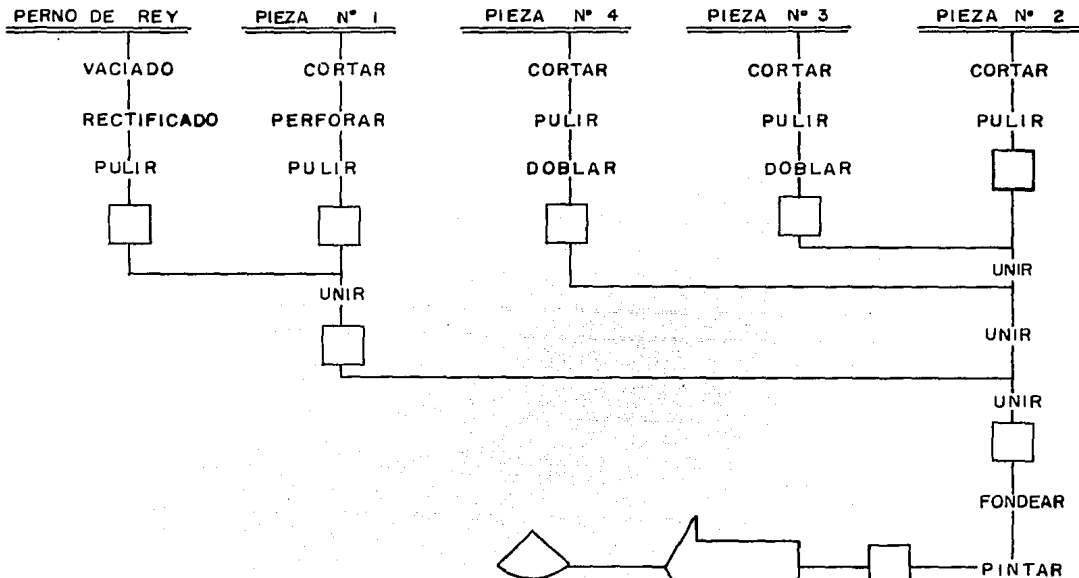 PERNO DE REY
PIEZA Nº 1
PIEZA Nº 4
PIEZA Nº 3
PIEZA Nº 2
VACIADO
CORTAR
CORTAR
CORTAR
CORTAR
RECTIFICADO
PERFORAR
PULIR
PULIR
PULIR
PULIR
PULIR
DOBLAR
DOBLAR
UNIR
UNIR
UNIR
UNIR
FONDEAR
PINTAR